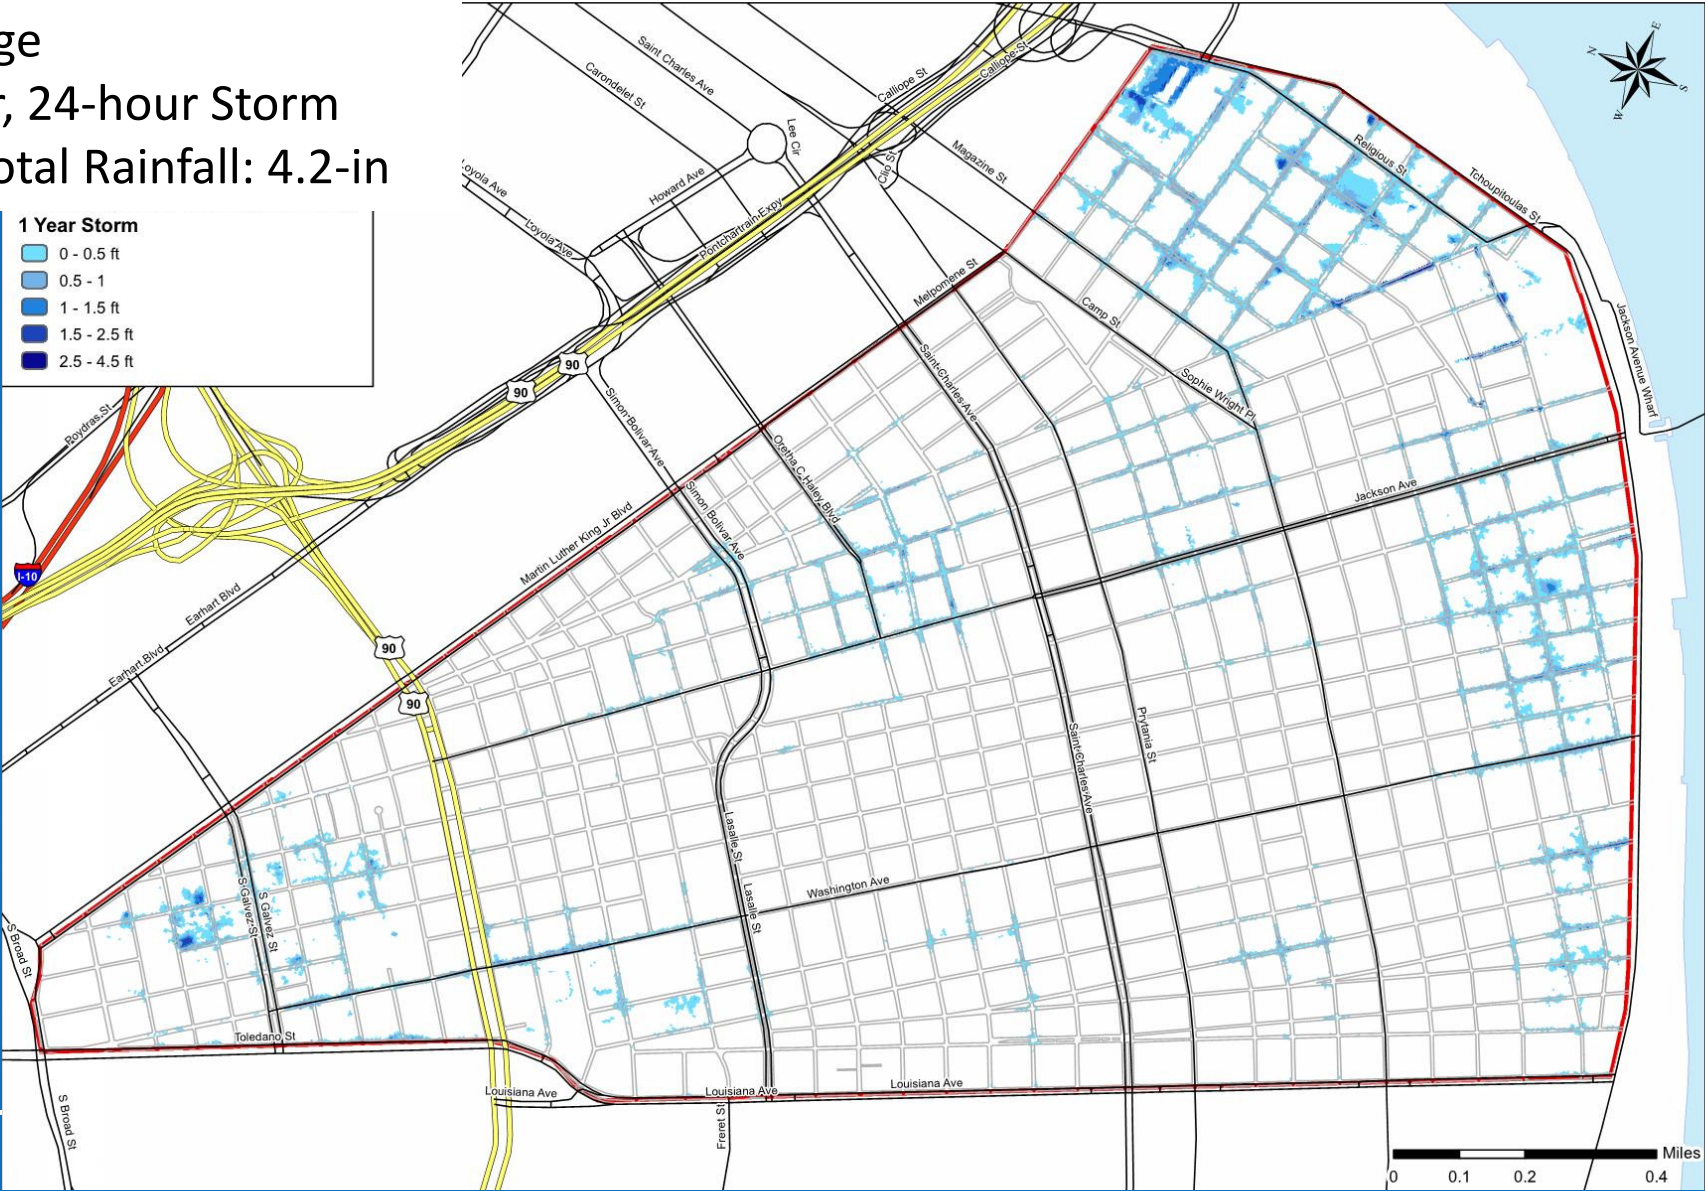 ge
r, 24-hour Storm
otal Rainfall: 4.2-in
1 Year Storm
0 - 0.5 ft
0.5 - 1
1 - 1.5 ft
1.5 - 2.5 ft
2.5 - 4.5 ft
N
E
S
W
Saint Charles Ave
Carondelet St
Calliope St
Calliope St
Lee Cir
Clio St
Magazine St
Religious St
Tchoupitoulas St
Loyola Ave
Howard Ave
Loyola Ave
Pontchartrain Expy
Melpomene St
Camp St
Jackson Avenue Wharf
Saint Charles Ave
Sophie Wright Pl
90
90
Simon Bolivar Ave
Poydras St
Oretha C Haley Blvd
Simon Bolivar Ave
Jackson Ave
Martin Luther King Jr Blvd
I-10
Earhart Blvd
Earhart Blvd
90
90
Prytania St
Saint Charles Ave
Lasalle St
Washington Ave
Lasalle St
S Galvez St
S Galvez St
S Broad St
Toledano St
Louisiana Ave
Louisiana Ave
Louisiana Ave
S Broad St
Freret St
Miles
0
0.1
0.2
0.4